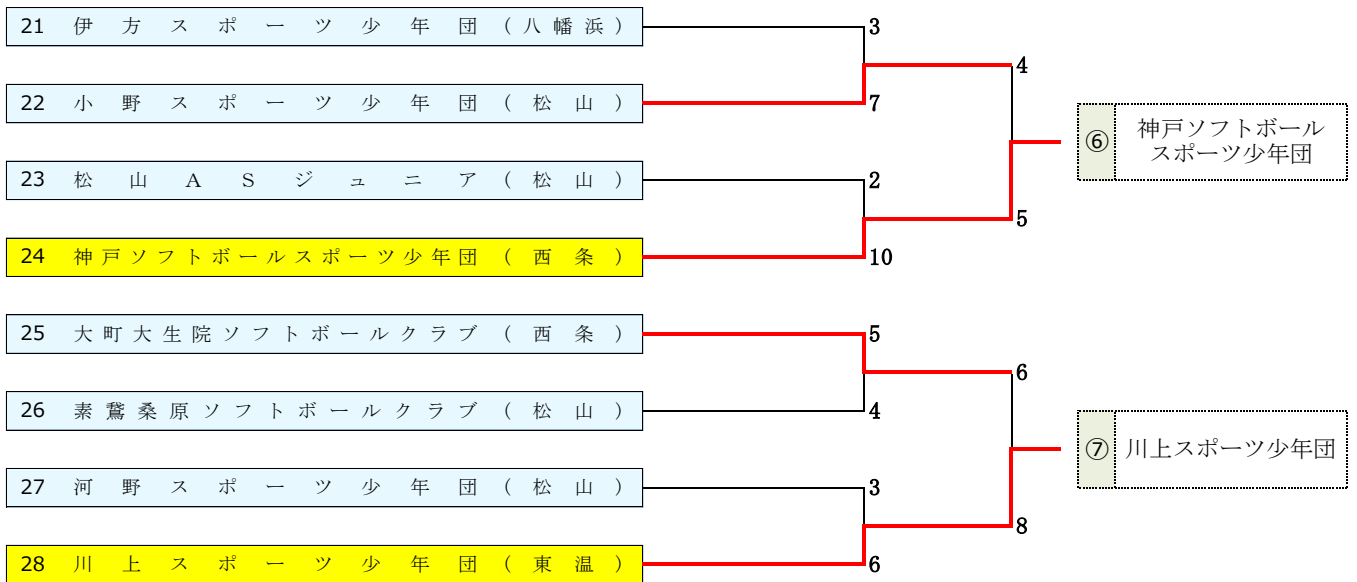 21 伊方スポーツ少年団(八幡浜) 3
4
22 小野スポーツ少年団(松山) 7
⑥ 神戸ソフトボール
スポーツ少年団
23 松山ASジュニア(松山) 2
5
24 神戸ソフトボールスポーツ少年団(西条) 10
25 大町大生院ソフトボールクラブ(西条) 5
6
26 素鵞桑原ソフトボールクラブ(松山) 4
⑦ 川上スポーツ少年団
27 河野スポーツ少年団(松山) 3
8
28 川上スポーツ少年団(東温) 6